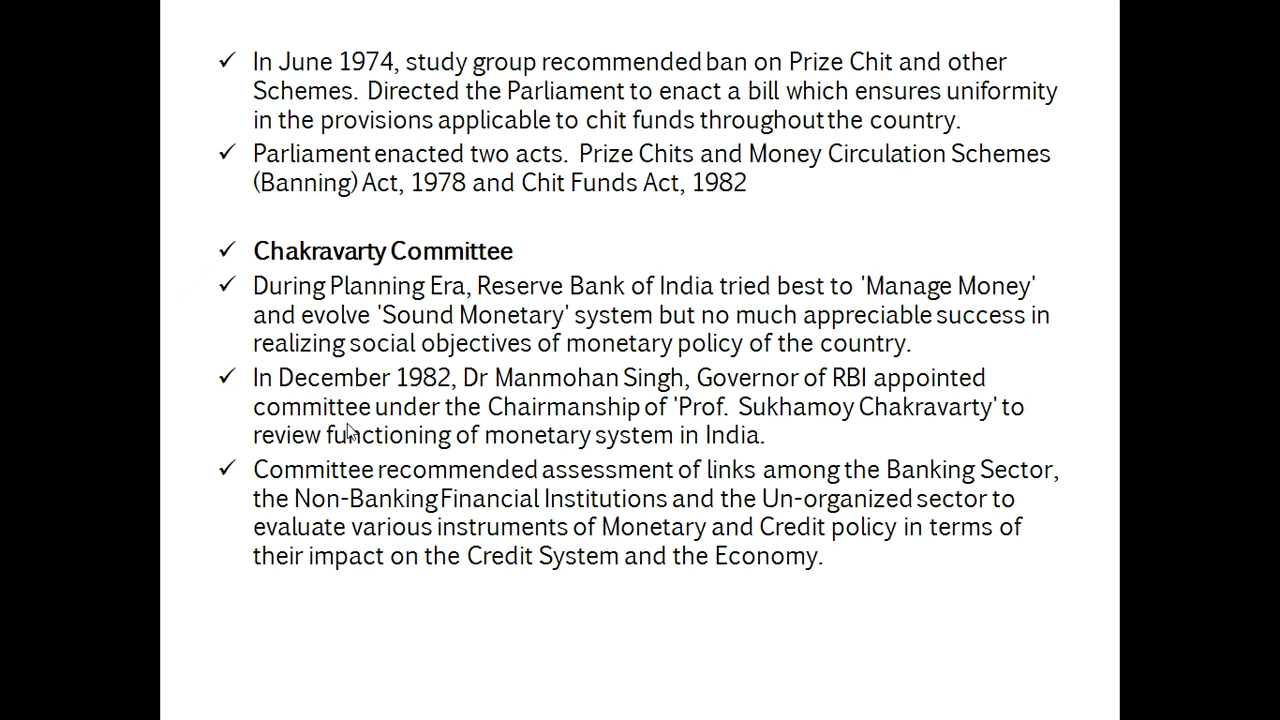 ✓ In June 1974, study group recommended ban on Prize Chit and other
Schemes. Directed the Parliament to enact a bill which ensures uniformity
in the provisions applicable to chit funds throughout the country.
✓ Parliament enacted two acts. Prize Chits and Money Circulation Schemes
(Banning) Act, 1978 and Chit Funds Act, 1982
✓ Chakravarty Committee
✓ During Planning Era, Reserve Bank of India tried best to 'Manage Money'
and evolve 'Sound Monetary' system but no much appreciable success in
realizing social objectives of monetary policy of the country.
✓ In December 1982, Dr Manmohan Singh, Governor of RBI appointed
committee under the Chairmanship of 'Prof. Sukhamoy Chakravarty' to
review functioning of monetary system in India.
✓ Committee recommended assessment of links among the Banking Sector,
the Non-Banking Financial Institutions and the Un-organized sector to
evaluate various instruments of Monetary and Credit policy in terms of
their impact on the Credit System and the Economy.